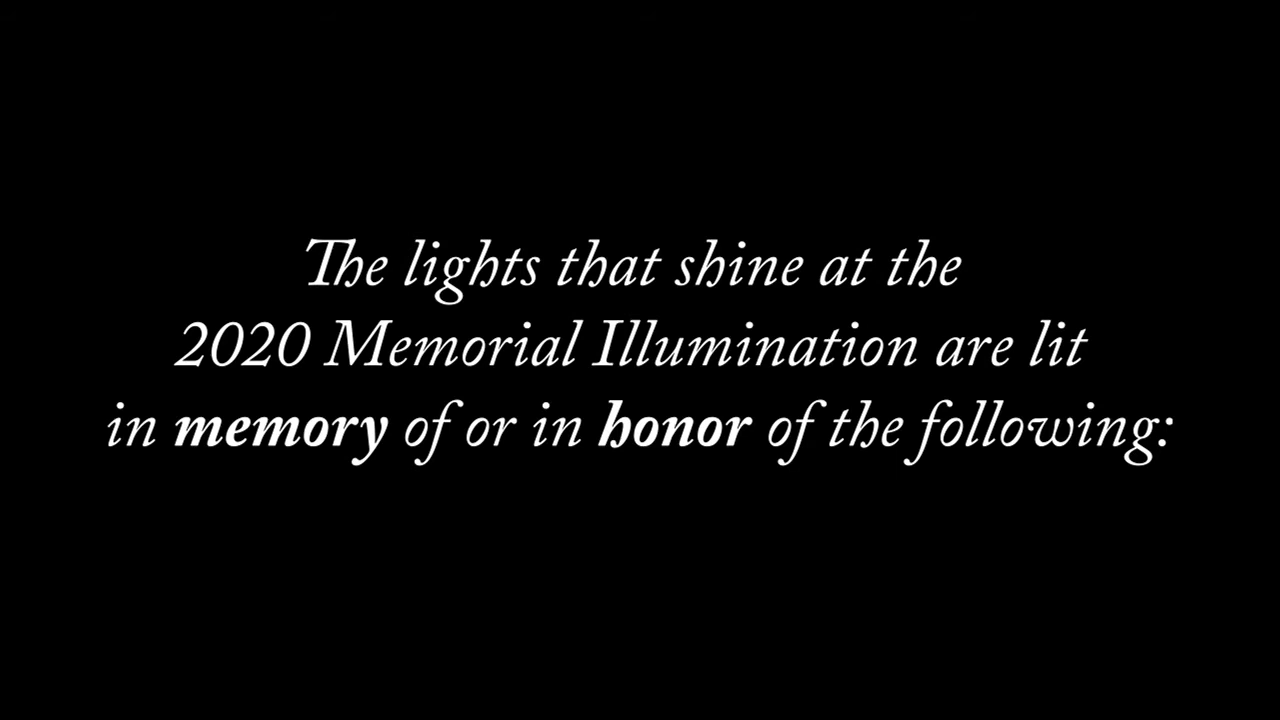 The lights that shine at the
2020 Memorial Illumination are lit
in memory of or in honor of the following: